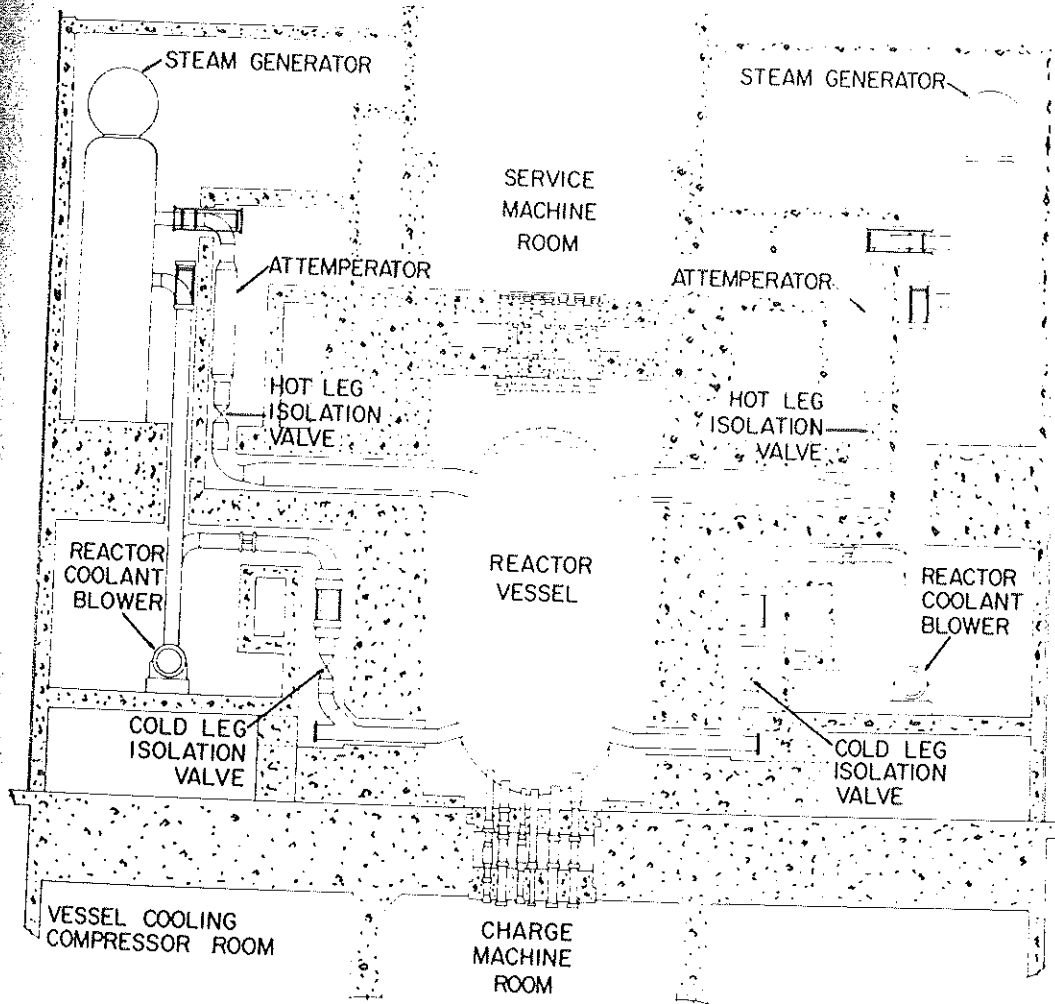 STEAM GENERATOR
STEAM GENERATOR
SERVICE
MACHINE
ROOM
ATTEMPERATOR
ATTEMPERATOR
HOT LEG
ISOLATION
VALVE
HOT LEG
ISOLATION
VALVE
REACTOR
COOLANT
BLOWER
REACTOR
VESSEL
REACTOR
COOLANT
BLOWER
COLD LEG
ISOLATION
VALVE
COLD LEG
ISOLATION
VALVE
VESSEL COOLING
COMPRESSOR ROOM
CHARGE
MACHINE
ROOM